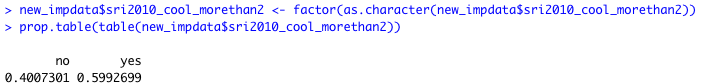 > new_impdata$sri2010_cool_morethan2 <- factor(as.character(new_impdata$sri2010_cool_morethan2))
> prop.table(table(new_impdata$sri2010_cool_morethan2))
no yes
0.4007301 0.5992699